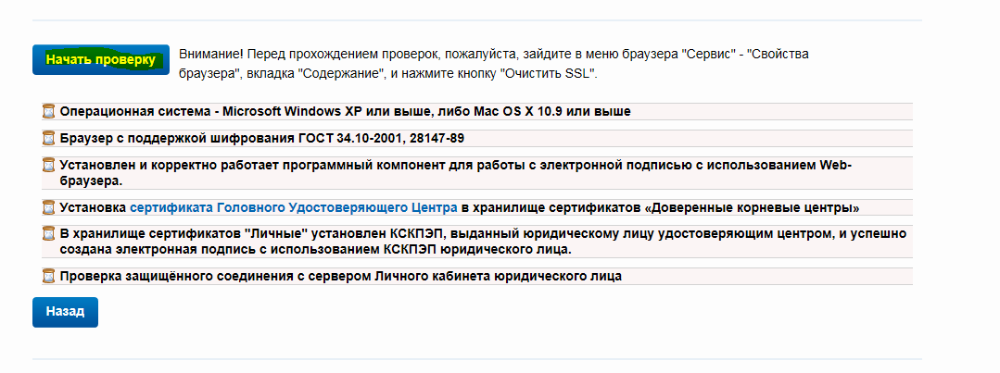 Начать проверку
Внимание! Перед прохождением проверок, пожалуйста, зайдите в меню браузера "Сервис" - "Свойства
браузера", вкладка "Содержание", и нажмите кнопку "Очистить SSL".
Операционная система - Microsoft Windows XP или выше, либо Mac OS X 10.9 или выше
Браузер с поддержкой шифрования ГОСТ 34.10-2001, 28147-89
Установлен и корректно работает программный компонент для работы с электронной подписью с использованием Web-
браузера.
Установка сертификата Головного Удостоверяющего Центра в хранилище сертификатов «Доверенные корневые центры»
В хранилище сертификатов "Личные" установлен КСКПЭП, выданный юридическому лицу удостоверяющим центром, и успешно
создана электронная подпись с использованием КСКПЭП юридического лица.
Проверка защищённого соединения с сервером Личного кабинета юридического лица
Назад